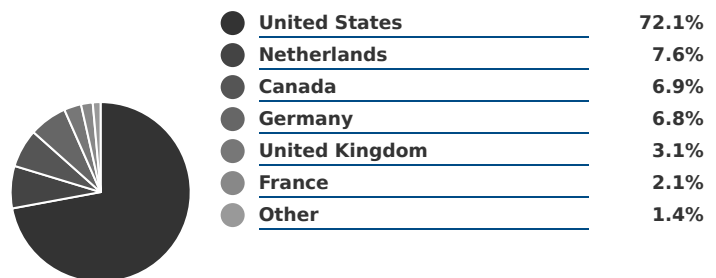 United States 72.1%
Netherlands 7.6%
Canada 6.9%
Germany 6.8%
United Kingdom 3.1%
France 2.1%
Other 1.4%